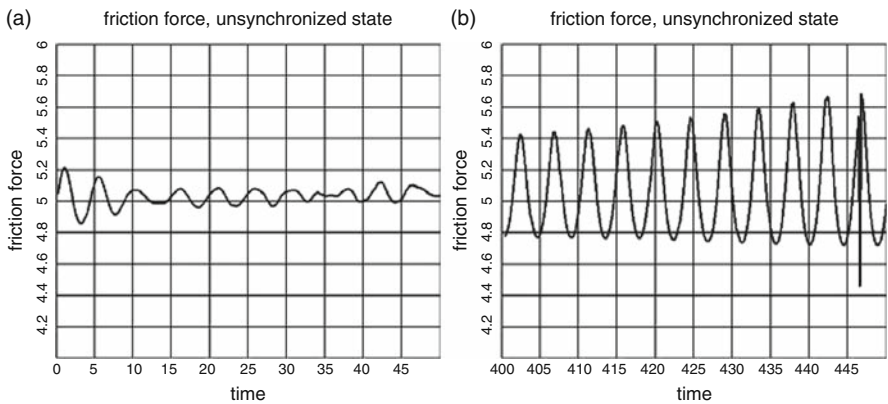 (a) friction force, unsynchronized state
6
5.8
5.6
5.4
5.2
5
4.8
4.6
4.4
4.2
friction force
0 5 10 15 20 25 30 35 40 45
time
(b) friction force, unsynchronized state
6
5.8
5.6
5.4
5.2
5
4.8
4.6
4.4
4.2
friction force
400 405 410 415 420 425 430 435 440 445
time